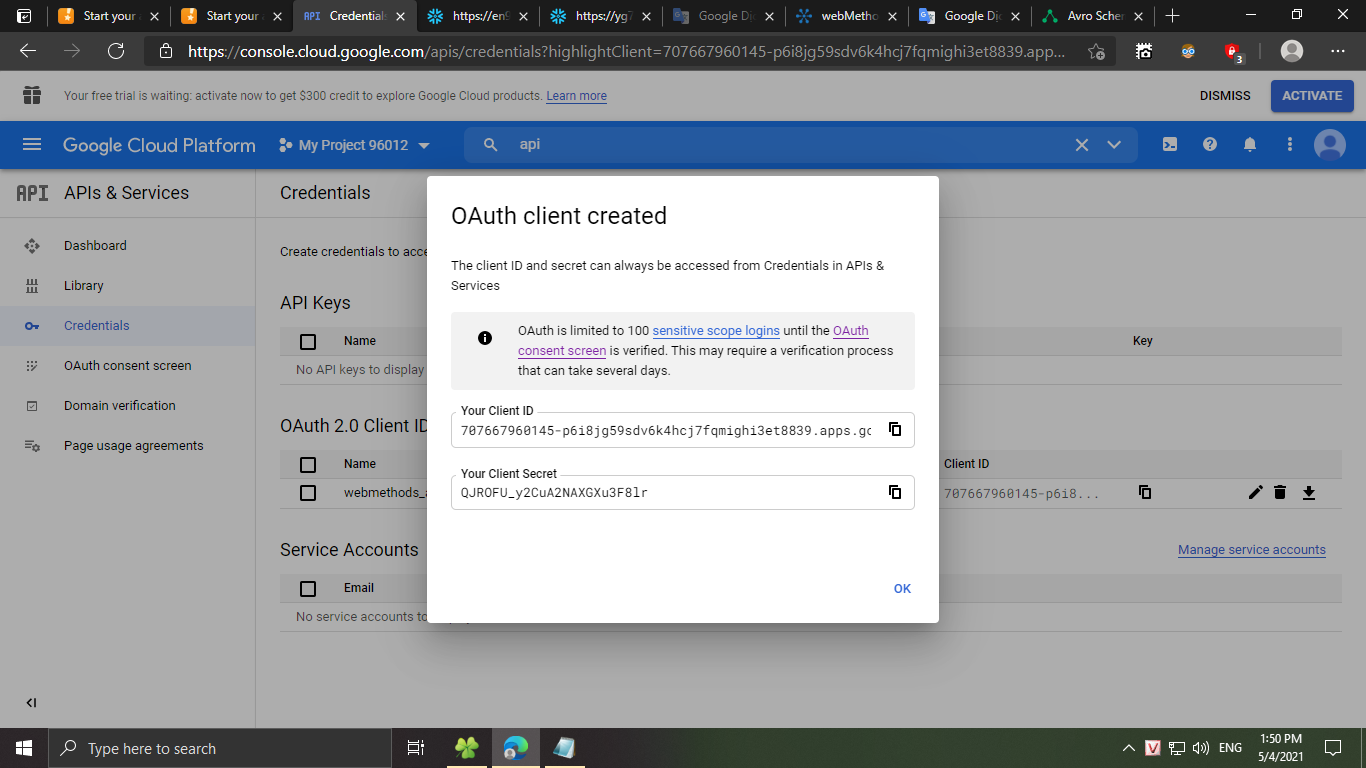 Start your
Start your
API Credentials
https://en
https://yg7
Google Dị
webMetho
Google Dịc
Avro Scher
https://console.cloud.google.com/apis/credentials?highlightClient=707667960145-p6i8jg59sdv6k4hcj7fqmighi3et8839.app...
3
Your free trial is waiting: activate now to get $300 credit to explore Google Cloud products. Learn more
DISMISS
ACTIVATE
Google Cloud Platform
My Project 96012
api
API APIs & Services
Credentials
Dashboard
Library
Credentials
OAuth consent screen
Domain verification
Page usage agreements
Create credentials to acce
API Keys
Name
Key
No API keys to display
OAuth 2.0 Client ID
Name
Client ID
webmethods_a
707667960145-p6i8...
Service Accounts
Manage service accounts
Email
No service accounts to
OAuth client created
The client ID and secret can always be accessed from Credentials in APIs &
Services
OAuth is limited to 100 sensitive scope logins until the OAuth
consent screen is verified. This may require a verification process
that can take several days.
Your Client ID
707667960145-p6i8jg59sdv6k4hcj7fqmighi3et8839.apps.gc
Your Client Secret
QJROFU_y2CuA2NAXGXu3F8lr
OK
Type here to search
V
ENG
1:50 PM
5/4/2021